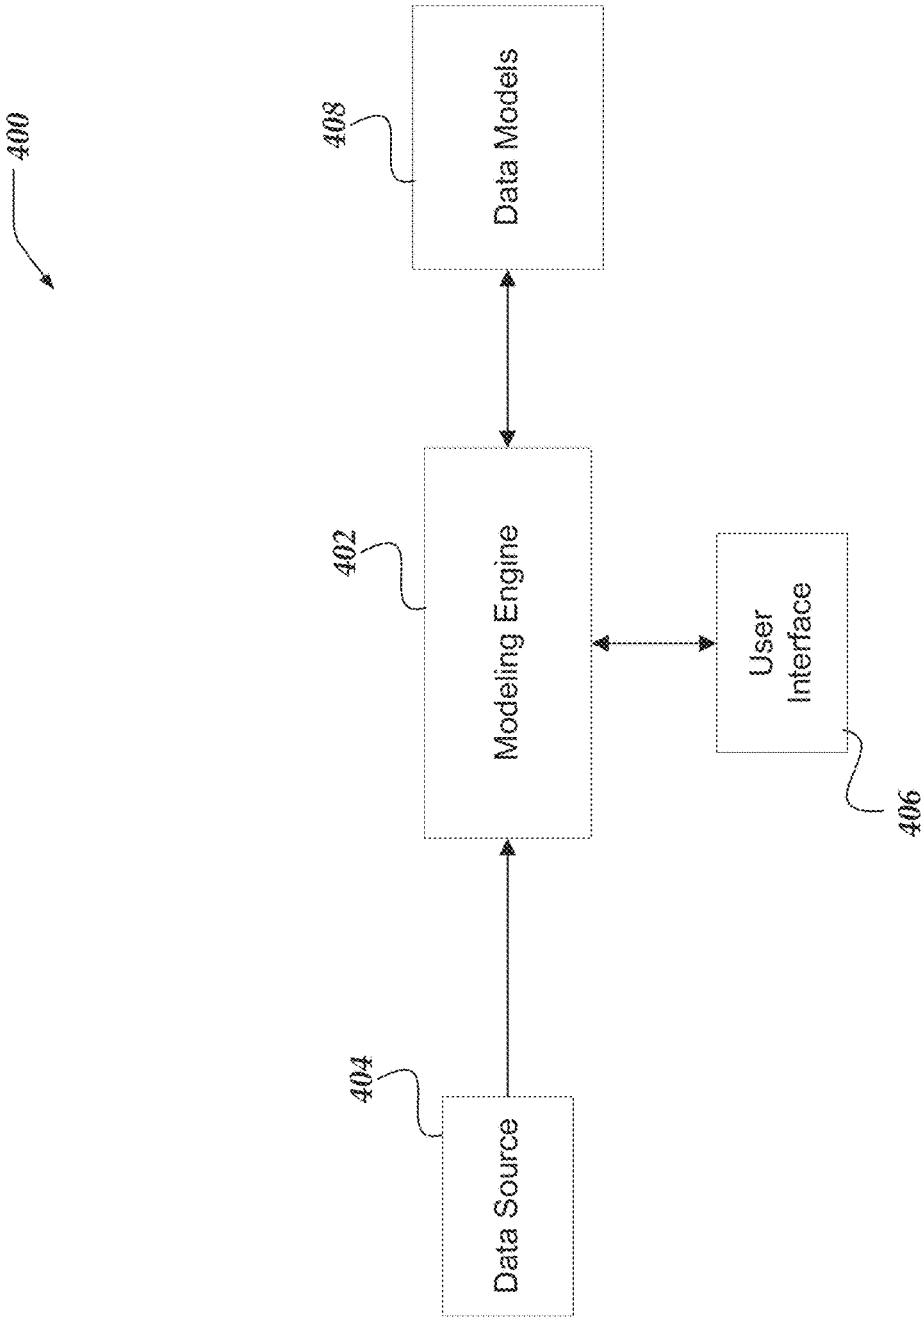 400
404
Data Source
402
Modeling Engine
408
Data Models
User
Interface
406